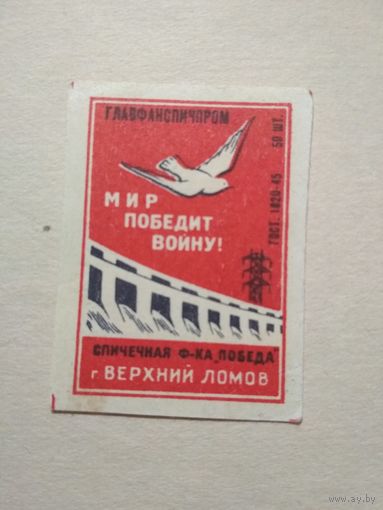 ГЛАВФАНСПИЧПРОМ
МИР
ПОБЕДИТ
ВОЙНУ!
ГОСТ. 1820-45 50 ШТ.
СПИЧЕЧНАЯ Ф-КА „ПОБЕДА"
г ВЕРХНИЙ ЛОМОВ
www.ay.by